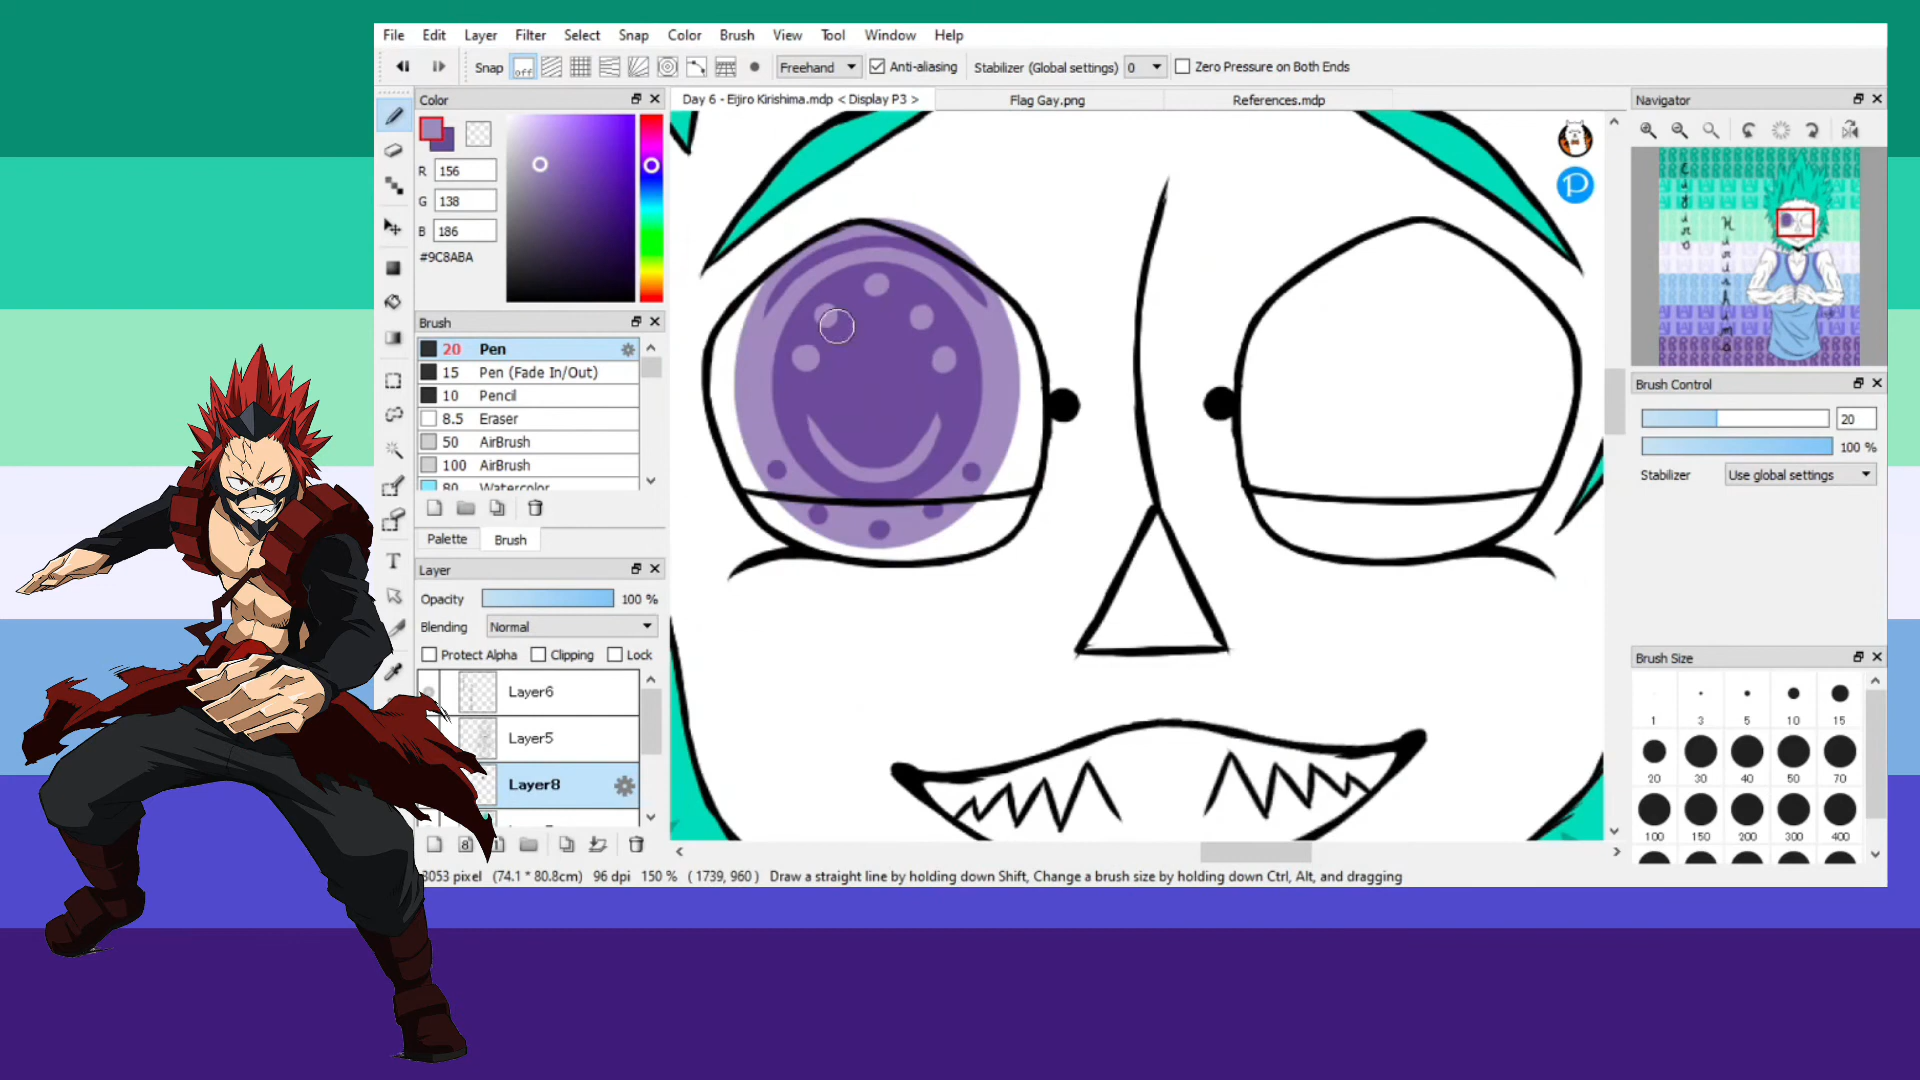 File Edit Layer Filter Select Snap Color Brush View Tool Window Help
Snap off Freehand Anti-aliasing Stabilizer (Global settings) 0 Zero Pressure on Both Ends
Color
Day 6 - Eijiro Kirishima.mdp < Display P3 >
Flag Gay.png
References.mdp
Navigator
R 156
G 138
B 186
#9C8ABA
Brush
20 Pen
15 Pen (Fade In/Out)
10 Pencil
8.5 Eraser
50 AirBrush
100 AirBrush
80 Watercolor
Palette Brush
Layer
Opacity 100 %
Blending Normal
Protect Alpha Clipping Lock
Layer6
Layer5
Layer8
Brush Control
20
100 %
Stabilizer Use global settings
Brush Size
1 3 5 10 15
20 30 40 50 70
100 150 200 300 400
3053 pixel (74.1 * 80.8cm) 96 dpi 150 % ( 1739, 960 ) Draw a straight line by holding down Shift, Change a brush size by holding down Ctrl, Alt, and dragging